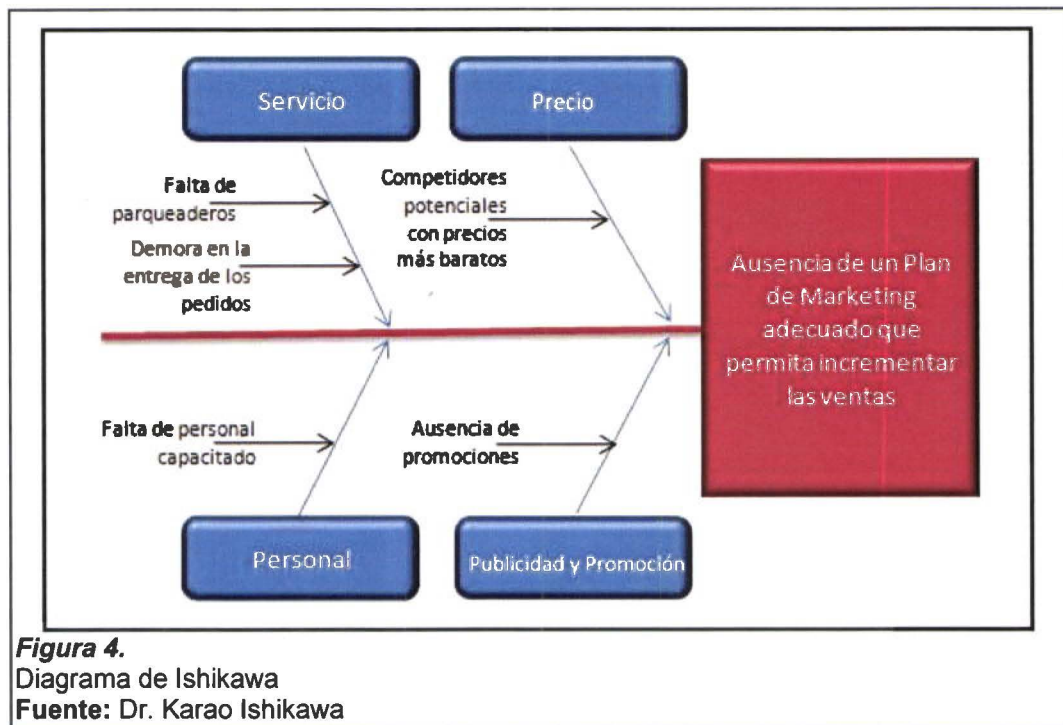 Servicio
Precio
Falta de
parqueaderos
Demora en la
entrega de los
pedidos
Competidores
potenciales
con precios
más baratos
Ausencia de un Plan
de Marketing
adecuado que
permita incrementar
las ventas
Falta de personal
capacitado
Ausencia de
promociones
Personal
Publicidad y Promoción
Figura 4.
Diagrama de Ishikawa
Fuente: Dr. Karao Ishikawa